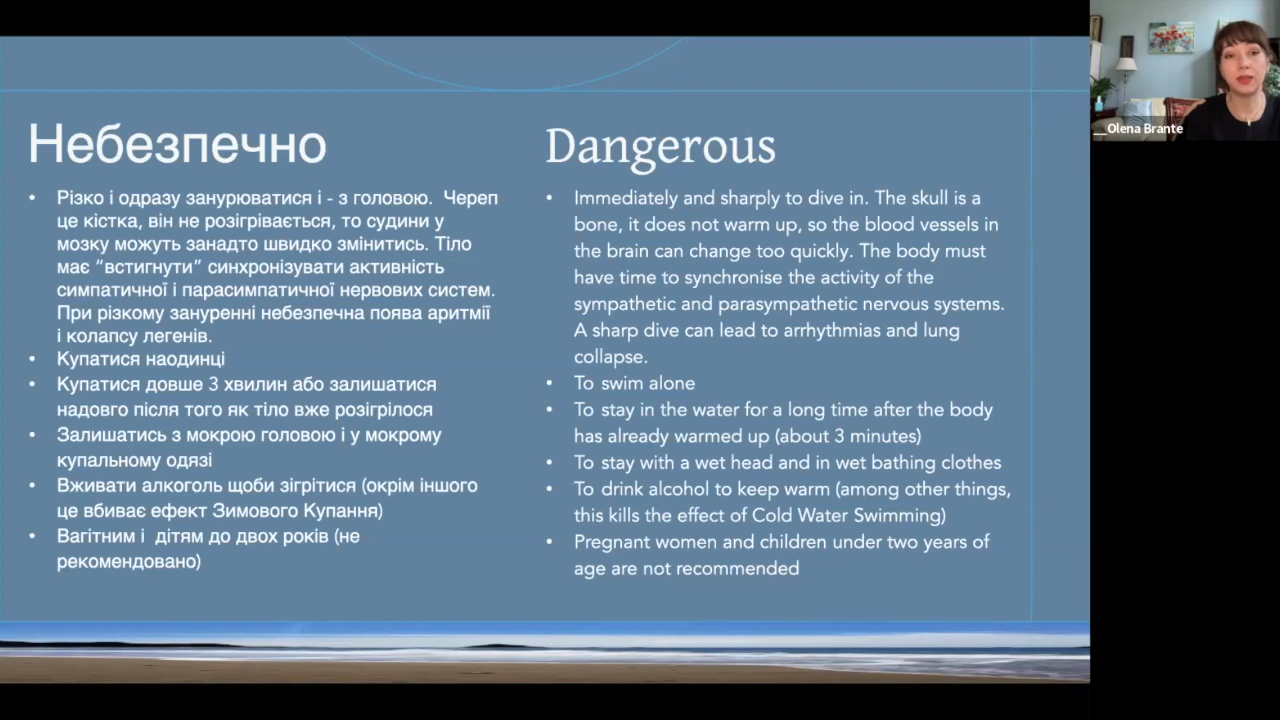 Небезпечно
• Різко і одразу занурюватися і - з головою. Череп
це кістка, він не розігрівається, то судини у
мозку можуть занадто швидко змінитись. Тіло
має “встигнути” синхронізувати активність
симпатичної і парасимпатичної нервових систем.
При різкому зануренні небезпечна поява аритмії
і колапсу легенів.
• Купатися наодинці
• Купатися довше 3 хвилин або залишатися
надовго після того як тіло вже розігрілося
• Залишатись з мокрою головою і у мокрому
купальному одязі
• Вживати алкоголь щоби зігрітися (окрім іншого
це вбиває ефект Зимового Купання)
• Вагітним і дітям до двох років (не
рекомендовано)
Dangerous
• Immediately and sharply to dive in. The skull is a
bone, it does not warm up, so the blood vessels in
the brain can change too quickly. The body must
have time to synchronise the activity of the
sympathetic and parasympathetic nervous systems.
A sharp dive can lead to arrhythmias and lung
collapse.
• To swim alone
• To stay in the water for a long time after the body
has already warmed up (about 3 minutes)
• To stay with a wet head and in wet bathing clothes
• To drink alcohol to keep warm (among other things,
this kills the effect of Cold Water Swimming)
• Pregnant women and children under two years of
age are not recommended
__Olena Brante